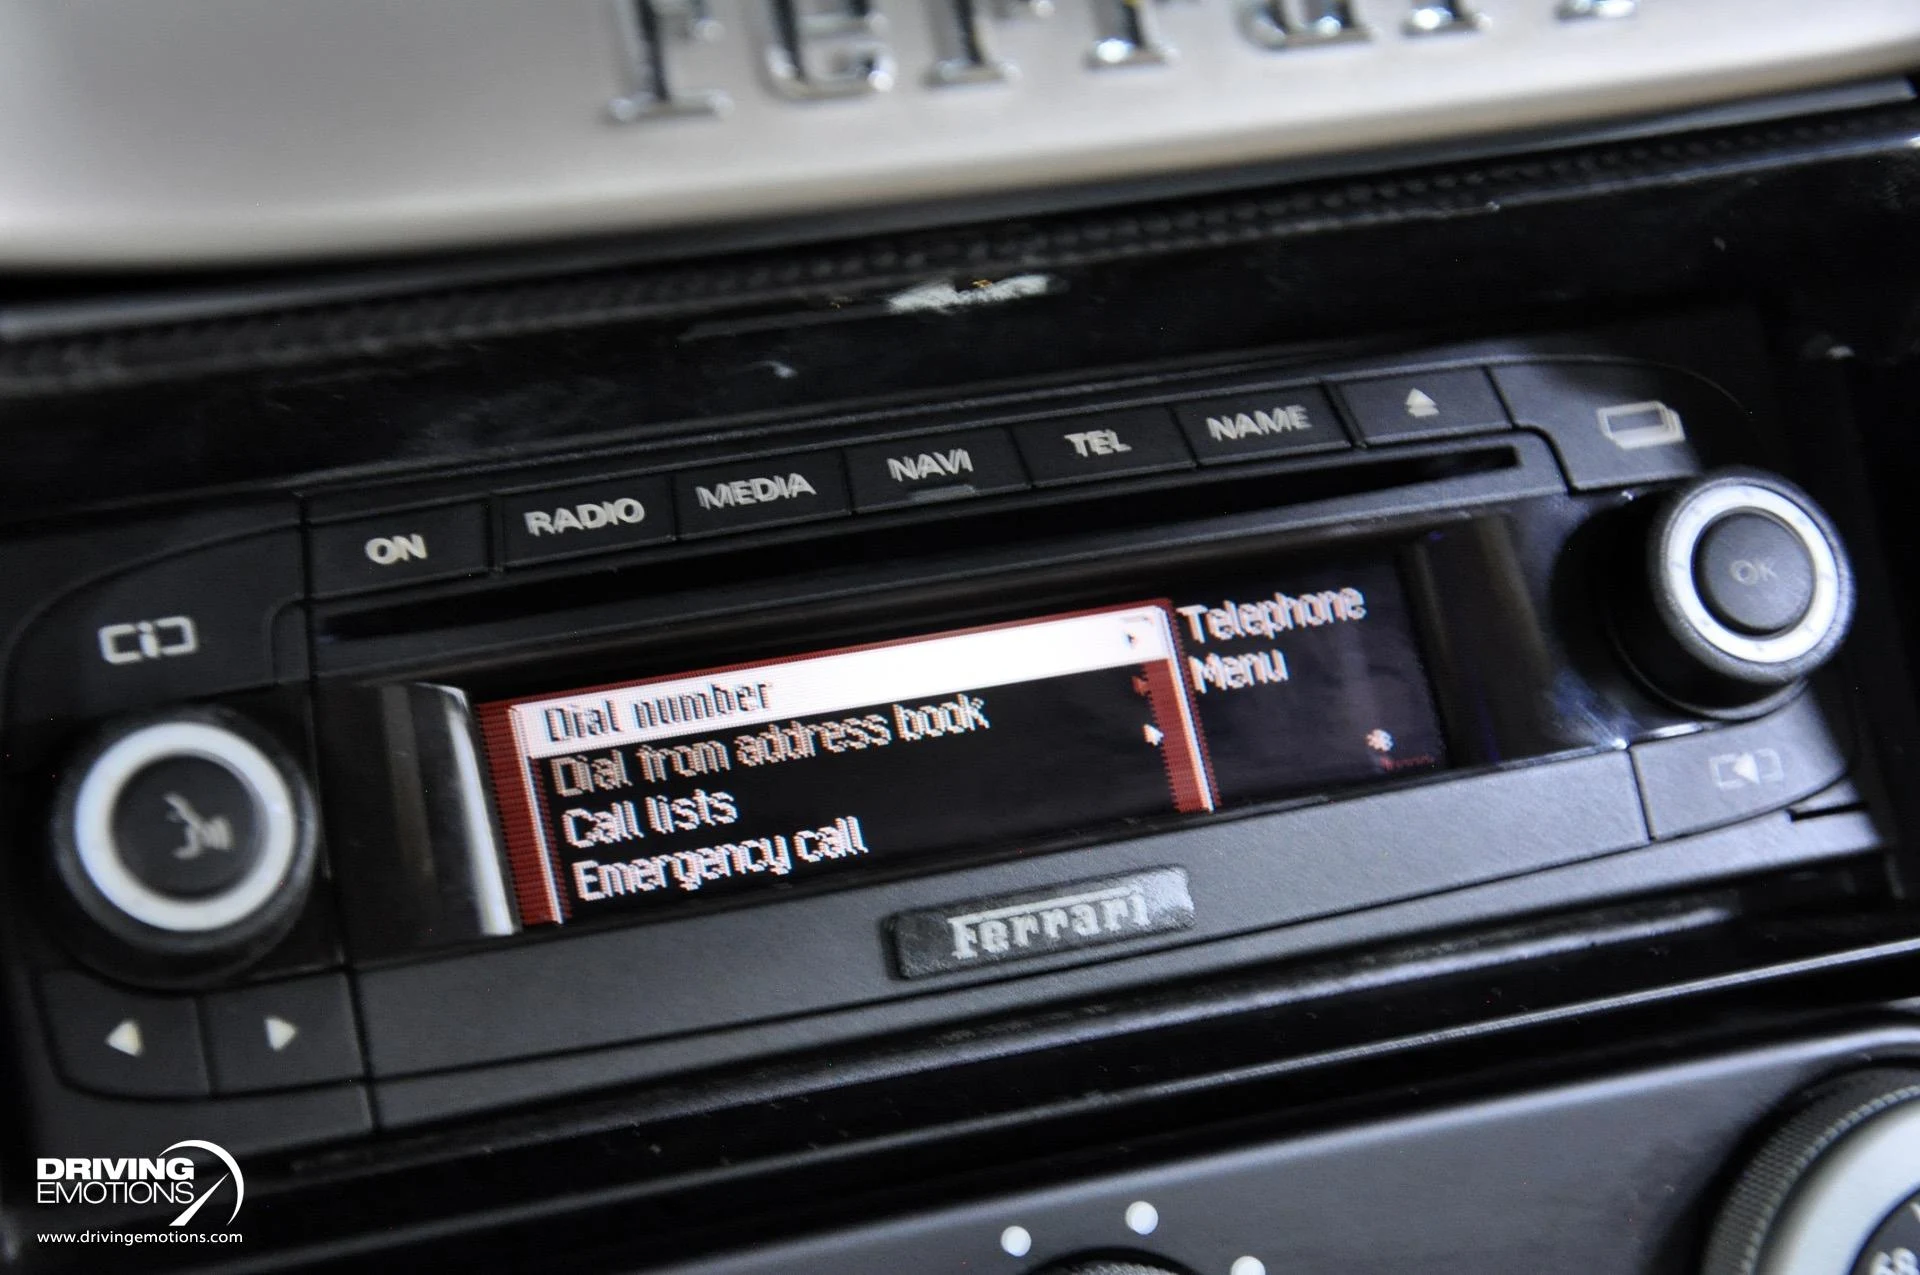 Ferrari
ON RADIO MEDIA NAVI TEL NAME
OK
Dial number
Dial from address book
Call lists
Emergency call
Telephone
Menu
Ferrari
68
DRIVING
EMOTIONS
www.drivingemotions.com